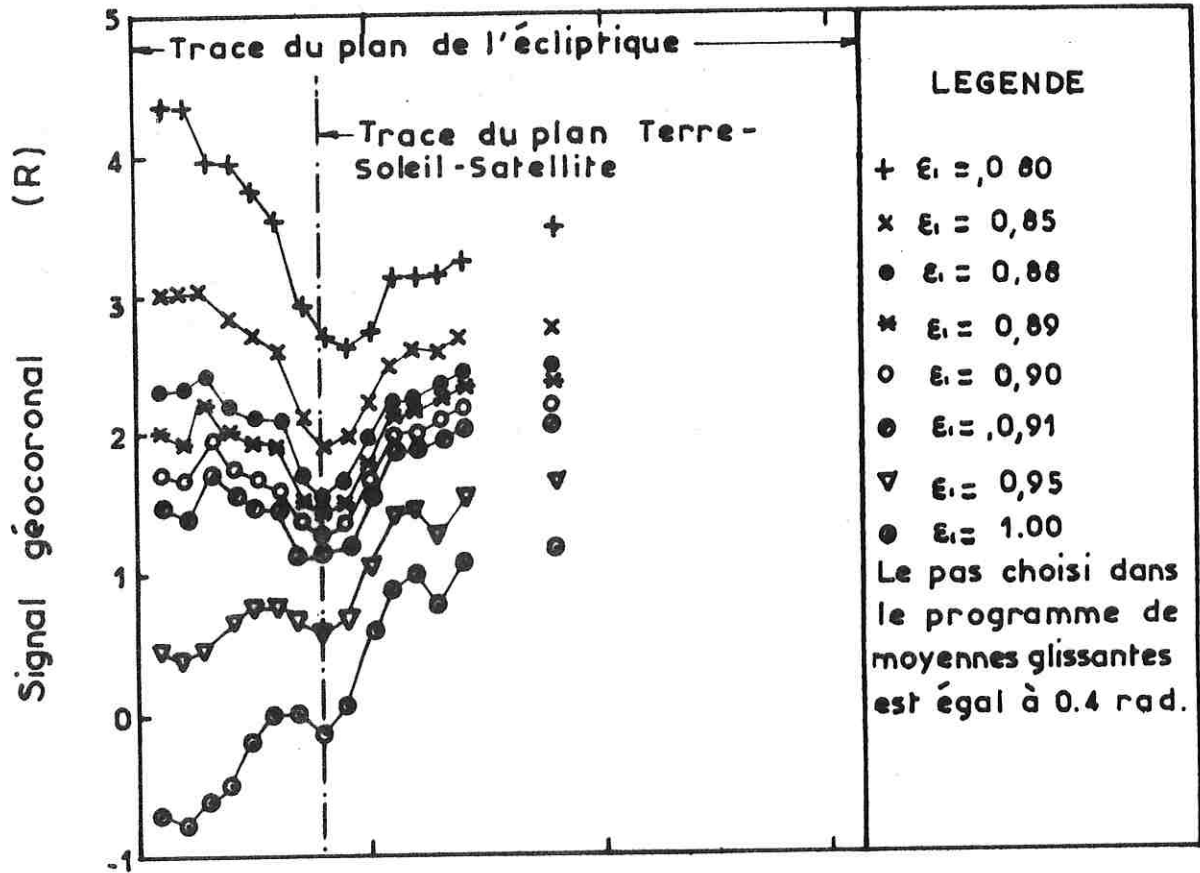 5
4
3
2
1
0
-1
Signal géocoronal (R)
Trace du plan de l'écliptique
Trace du plan Terre-
Soleil-Satellite
LEGENDE
+ ε₁ =,0 80
× ε₁ = 0,85
● ε₁ = 0,88
* ε₁ = 0,89
○ ε₁ = 0,90
● ε₁ = ,0,91
▽ ε₁ = 0,95
● ε₁ = 1.00
Le pas choisi dans
le programme de
moyennes glissantes
est égal à 0.4 rad.